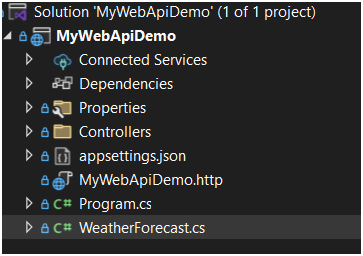 Solution 'MyWebApiDemo' (1 of 1 project)
MyWebApiDemo
Connected Services
Dependencies
Properties
Controllers
appsettings.json
MyWebApiDemo.http
C# Program.cs
C# WeatherForecast.cs